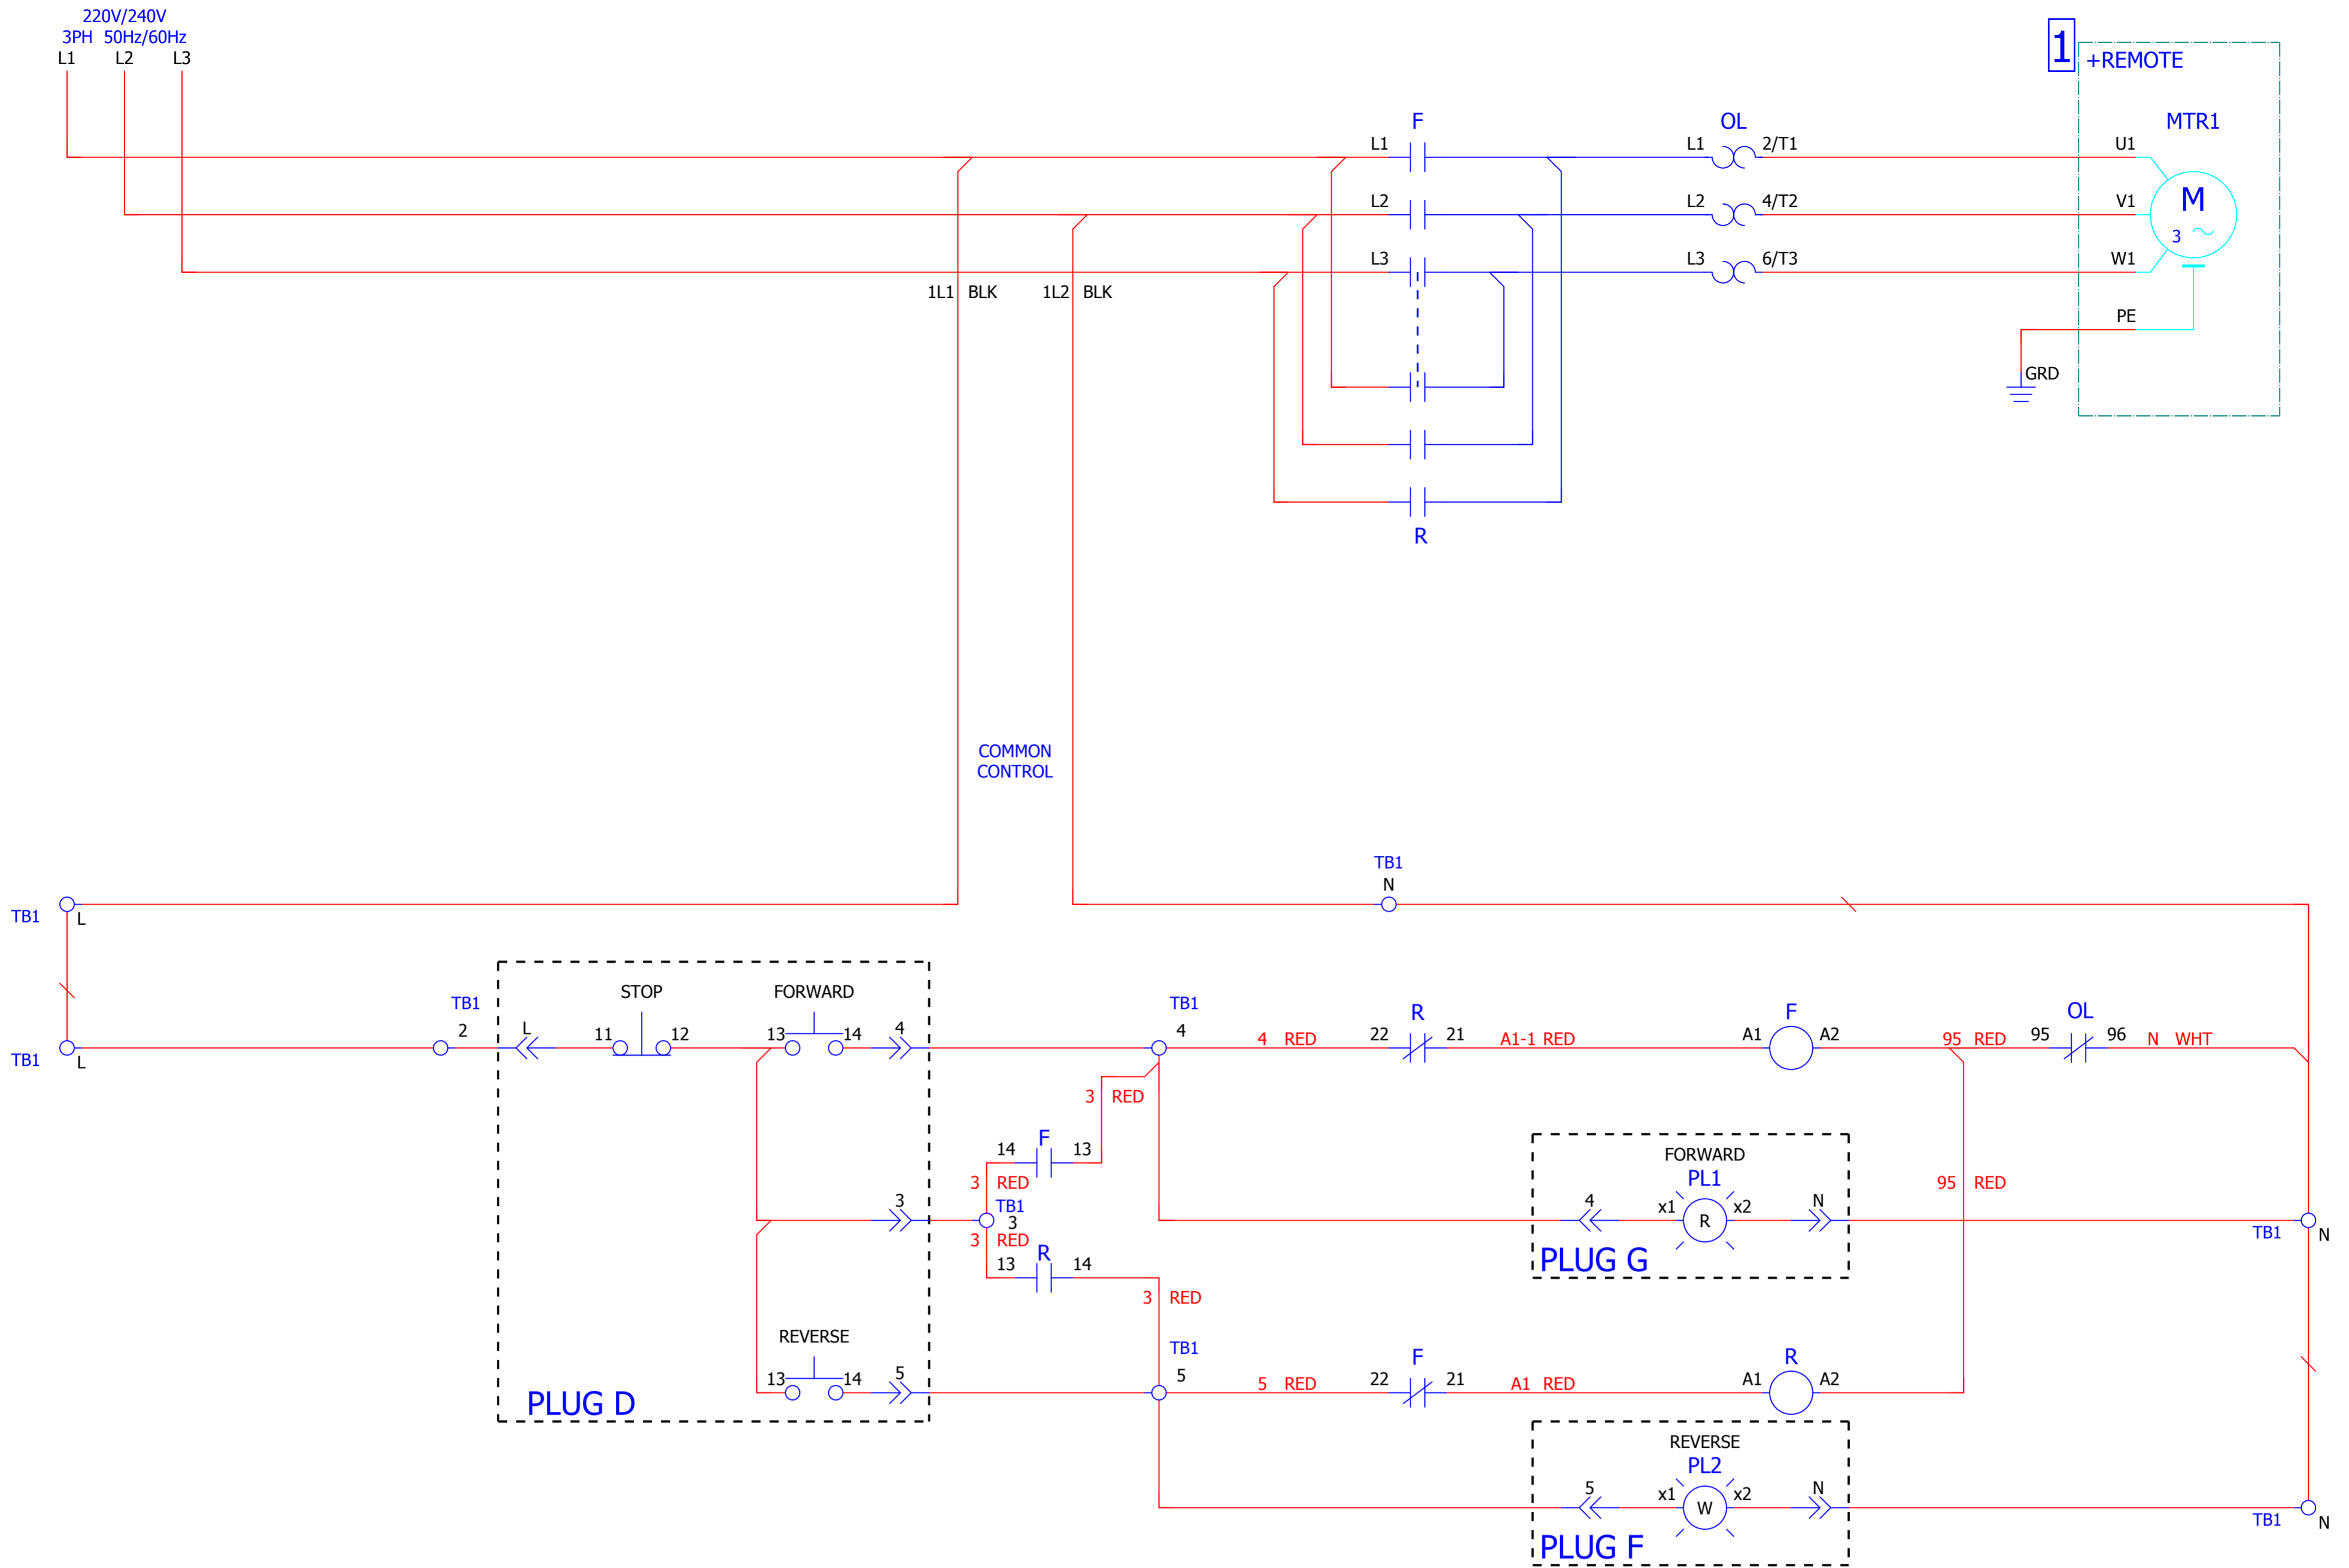 220V/240V
3PH 50Hz/60Hz
L1 L2 L3
1
+REMOTE
F OL MTR1
L1 L1 2/T1 U1
L2 L2 4/T2 V1
M
3
L3 L3 6/T3 W1
1L1 BLK 1L2 BLK
PE
GRD
R
COMMON
CONTROL
TB1
N
TB1 L
STOP FORWARD
TB1 TB1 R F OL
2 L 11 12 13 14 4 4
4 RED 22 21 A1-1 RED A1 A2 95 RED 95 96 N WHT
TB1 L
3 RED
F
14 13
FORWARD
PL1
3 RED
95 RED
3
TB1
3
4 x1 R x2 N
TB1 N
3 RED
R
13 14
PLUG G
3 RED
REVERSE
TB1 F R
13 14 5 5
5 RED 22 21 A1 RED A1 A2
PLUG D
REVERSE
PL2
5 x1 W x2 N
TB1 N
PLUG F